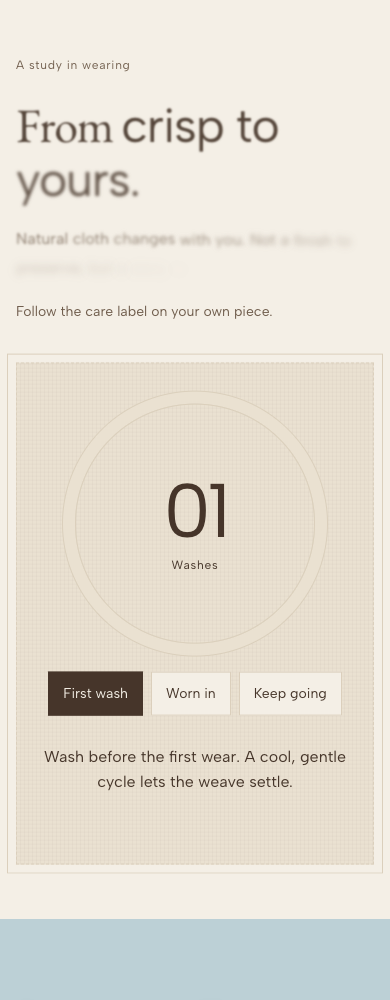 A study in wearing
From crisp to
yours.
Natural cloth changes with you. Not a
Follow the care label on your own piece.
01
Washes
First wash
Worn in
Keep going
Wash before the first wear. A cool, gentle
cycle lets the weave settle.